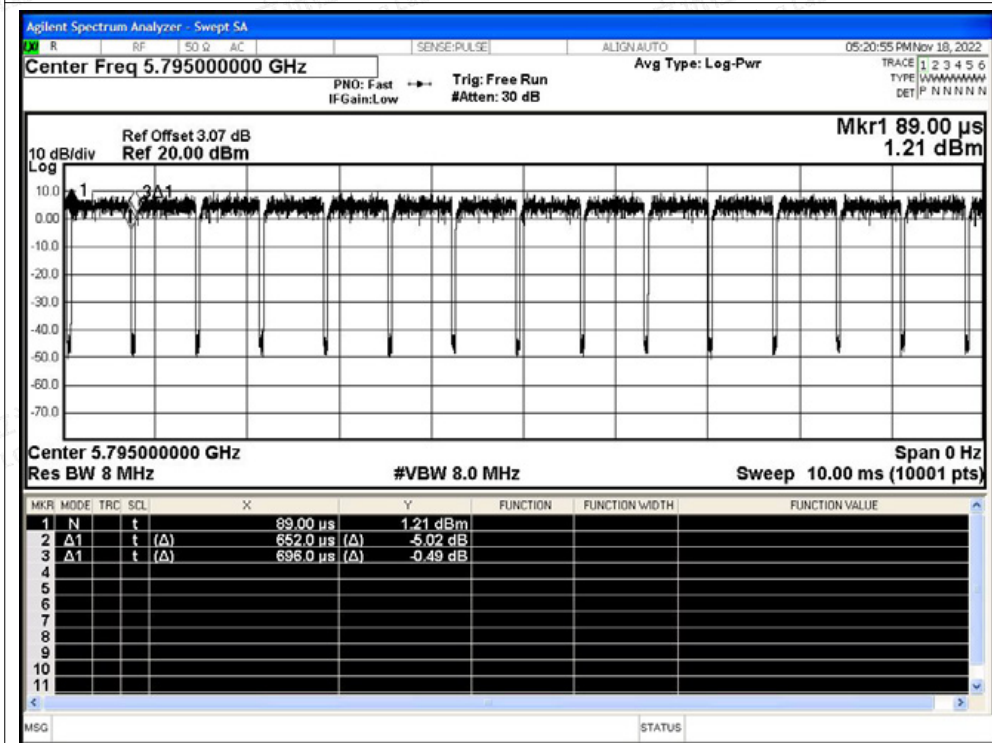 Agilent Spectrum Analyzer - Swept SA
R RF 50 Ω AC SENSE:PULSE ALIGN AUTO 05:20:55 PM Nov 18, 2022
Center Freq 5.795000000 GHz Avg Type: Log-Pwr TRACE 1 2 3 4 5 6
PNO: Fast Trig: Free Run TYPE WWWWWW
IFGain:Low #Atten: 30 dB DET P N N N N N
Mkr1 89.00 µs
Ref Offset 3.07 dB
10 dB/div Ref 20.00 dBm 1.21 dBm
Log
10.0 1 3Δ1
0.00
-10.0
-20.0
-30.0
-40.0
-50.0
-60.0
-70.0
Center 5.795000000 GHz Span 0 Hz
Res BW 8 MHz #VBW 8.0 MHz Sweep 10.00 ms (10001 pts)
MKR MODE TRC SCL X Y FUNCTION FUNCTION WIDTH FUNCTION VALUE
1 N t 89.00 µs 1.21 dBm
2 Δ1 t (Δ) 652.0 µs (Δ) -5.02 dB
3 Δ1 t (Δ) 696.0 µs (Δ) -0.49 dB
4
5
6
7
8
9
10
11
MSG STATUS